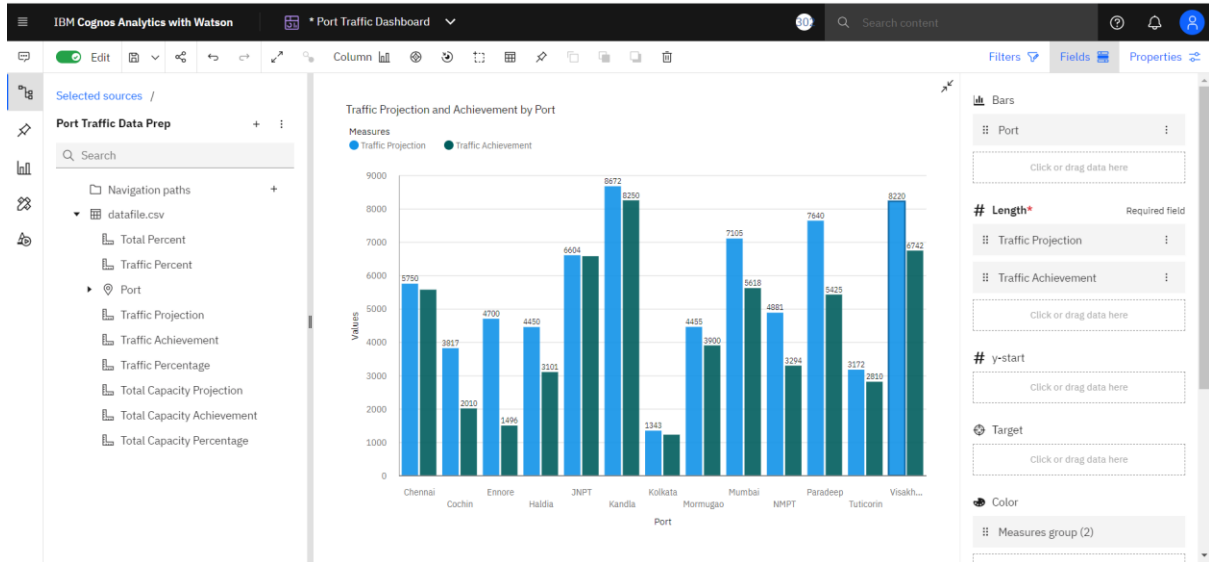 IBM Cognos Analytics with Watson
* Port Traffic Dashboard
302
Search content
Edit
Column
Filters
Fields
Properties
Selected sources /
Port Traffic Data Prep
Search
Navigation paths
datafile.csv
Total Percent
Traffic Percent
Port
Traffic Projection
Traffic Achievement
Traffic Percentage
Total Capacity Projection
Total Capacity Achievement
Total Capacity Percentage
Traffic Projection and Achievement by Port
Measures
Traffic Projection Traffic Achievement
9000
8000
7000
6000
5000
4000
3000
2000
1000
0
Values
5750
3817
2010
4700
1496
4450
3101
6604
8672
8250
1343
4455
3900
7105
5618
4881
3294
7640
5425
3172
2810
8220
6742
Chennai
Cochin
Ennore
Haldia
JNPT
Kandla
Kolkata
Mormugao
Mumbai
NMPT
Paradeep
Tuticorin
Visakh...
Port
Bars
Port
Click or drag data here
# Length* Required field
Traffic Projection
Traffic Achievement
Click or drag data here
# y-start
Click or drag data here
Target
Click or drag data here
Color
Measures group (2)